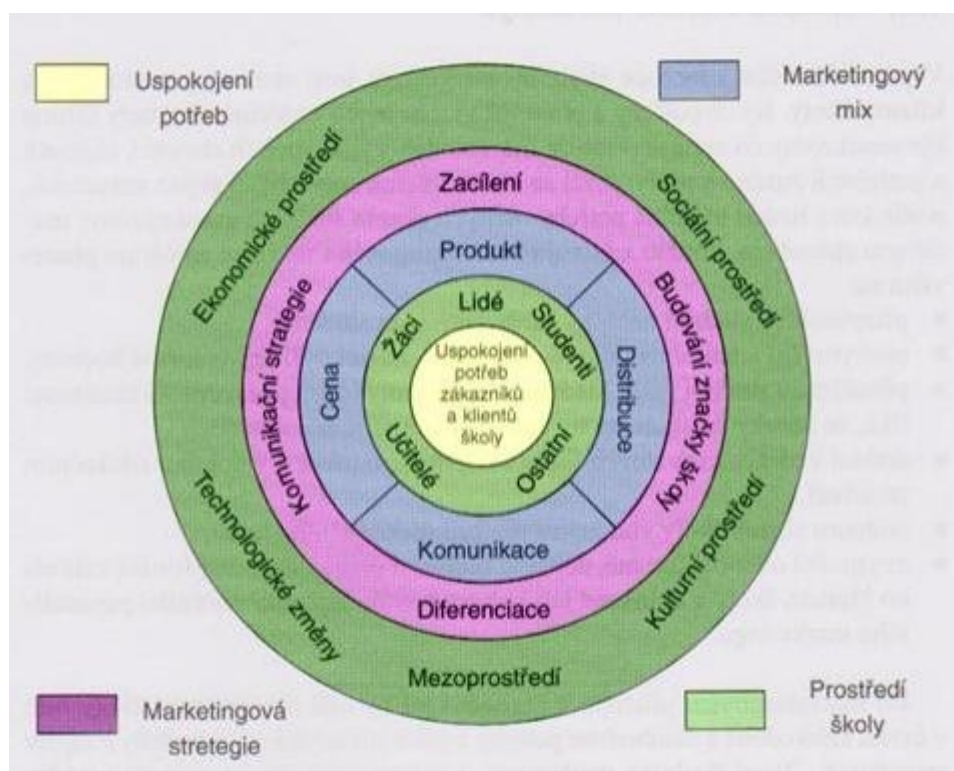 Uspokojení
potřeb
Marketingový
mix
Ekonomické prostředí
Sociální prostředí
Zacílení
Produkt
Lidé
Žáci
Studenti
Komunikační strategie
Cena
Uspokojení
potřeb
zákazníků
a klientů
školy
Distribuce
Budování značky školy
Učitelé
Ostatní
Komunikace
Diferenciace
Technologické změny
Kulturní prostředí
Mezoprostředí
Marketingová
stretegie
Prostředí
školy